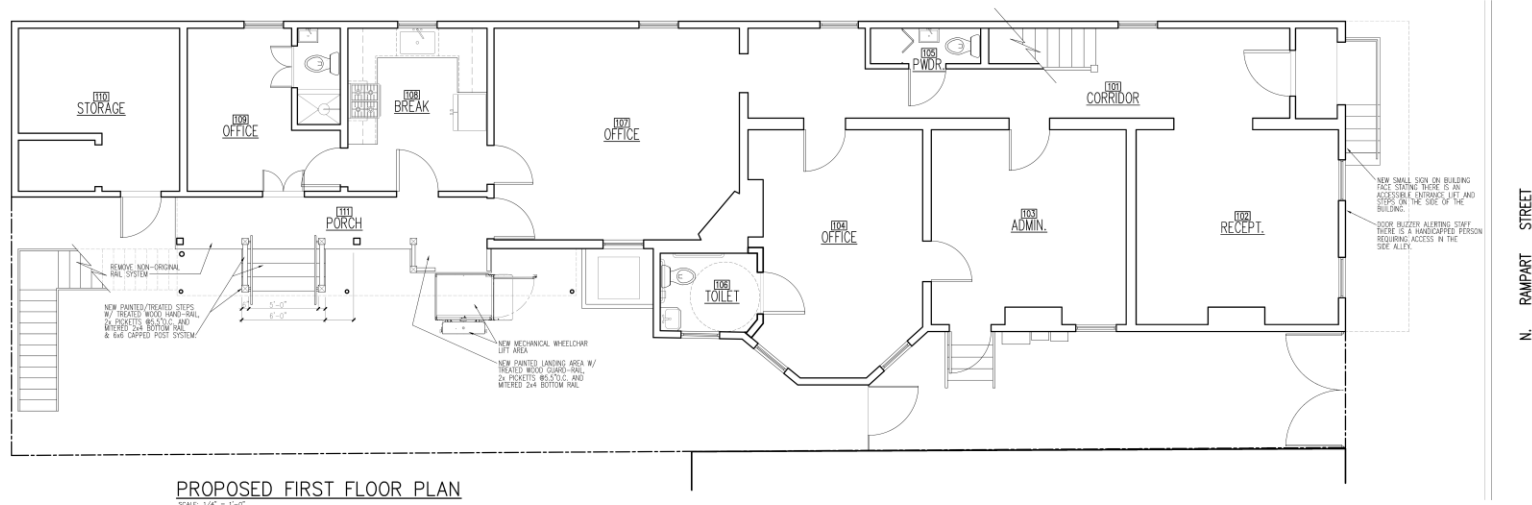 110
STORAGE
109
OFFICE
108
BREAK
107
OFFICE
105
PWDR.
101
CORRIDOR
111
PORCH
104
OFFICE
103
ADMIN.
102
RECEPT.
106
TOILET
NEW SMALL SIGN ON BUILDING
FACE STATING THERE IS AN
ACCESSIBLE ENTRANCE LIFT AND
STEPS ON THE SIDE OF THE
BUILDING.
DOOR BUZZER ALERTING STAFF
THERE IS A HANDICAPPED PERSON
REQUIRING ACCESS IN THE
SIDE ALLEY.
N. RAMPART STREET
REMOVE NON-ORIGINAL
RAIL SYSTEM
NEW PAINTED/TREATED STEPS
W/ TREATED WOOD HAND-RAIL,
2x PICKETTS @5.5"O.C. AND
MITERED 2x4 BOTTOM RAIL
& 6x6 CAPPED POST SYSTEM.
5'-0"
6'-0"
NEW MECHANICAL WHEELCHAIR
LIFT AREA
NEW PAINTED LANDING AREA W/
TREATED WOOD GUARD-RAIL,
2x PICKETTS @5.5"O.C. AND
MITERED 2x4 BOTTOM RAIL
PROPOSED FIRST FLOOR PLAN
SCALE: 1/4" = 1'-0"